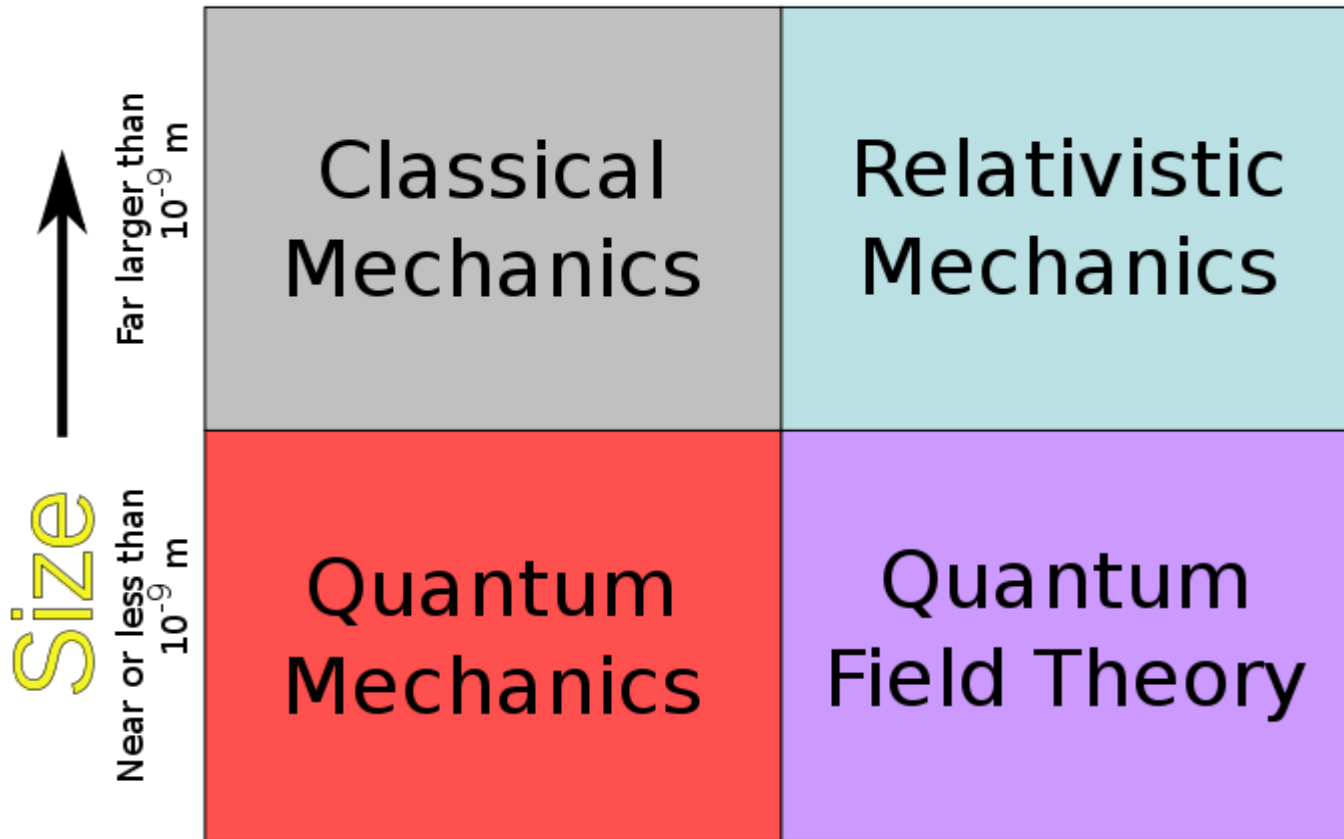 Classical
Mechanics
Relativistic
Mechanics
Far larger than
10⁻⁹ m
Size
Near or less than
10⁻⁹ m
Quantum
Mechanics
Quantum
Field Theory